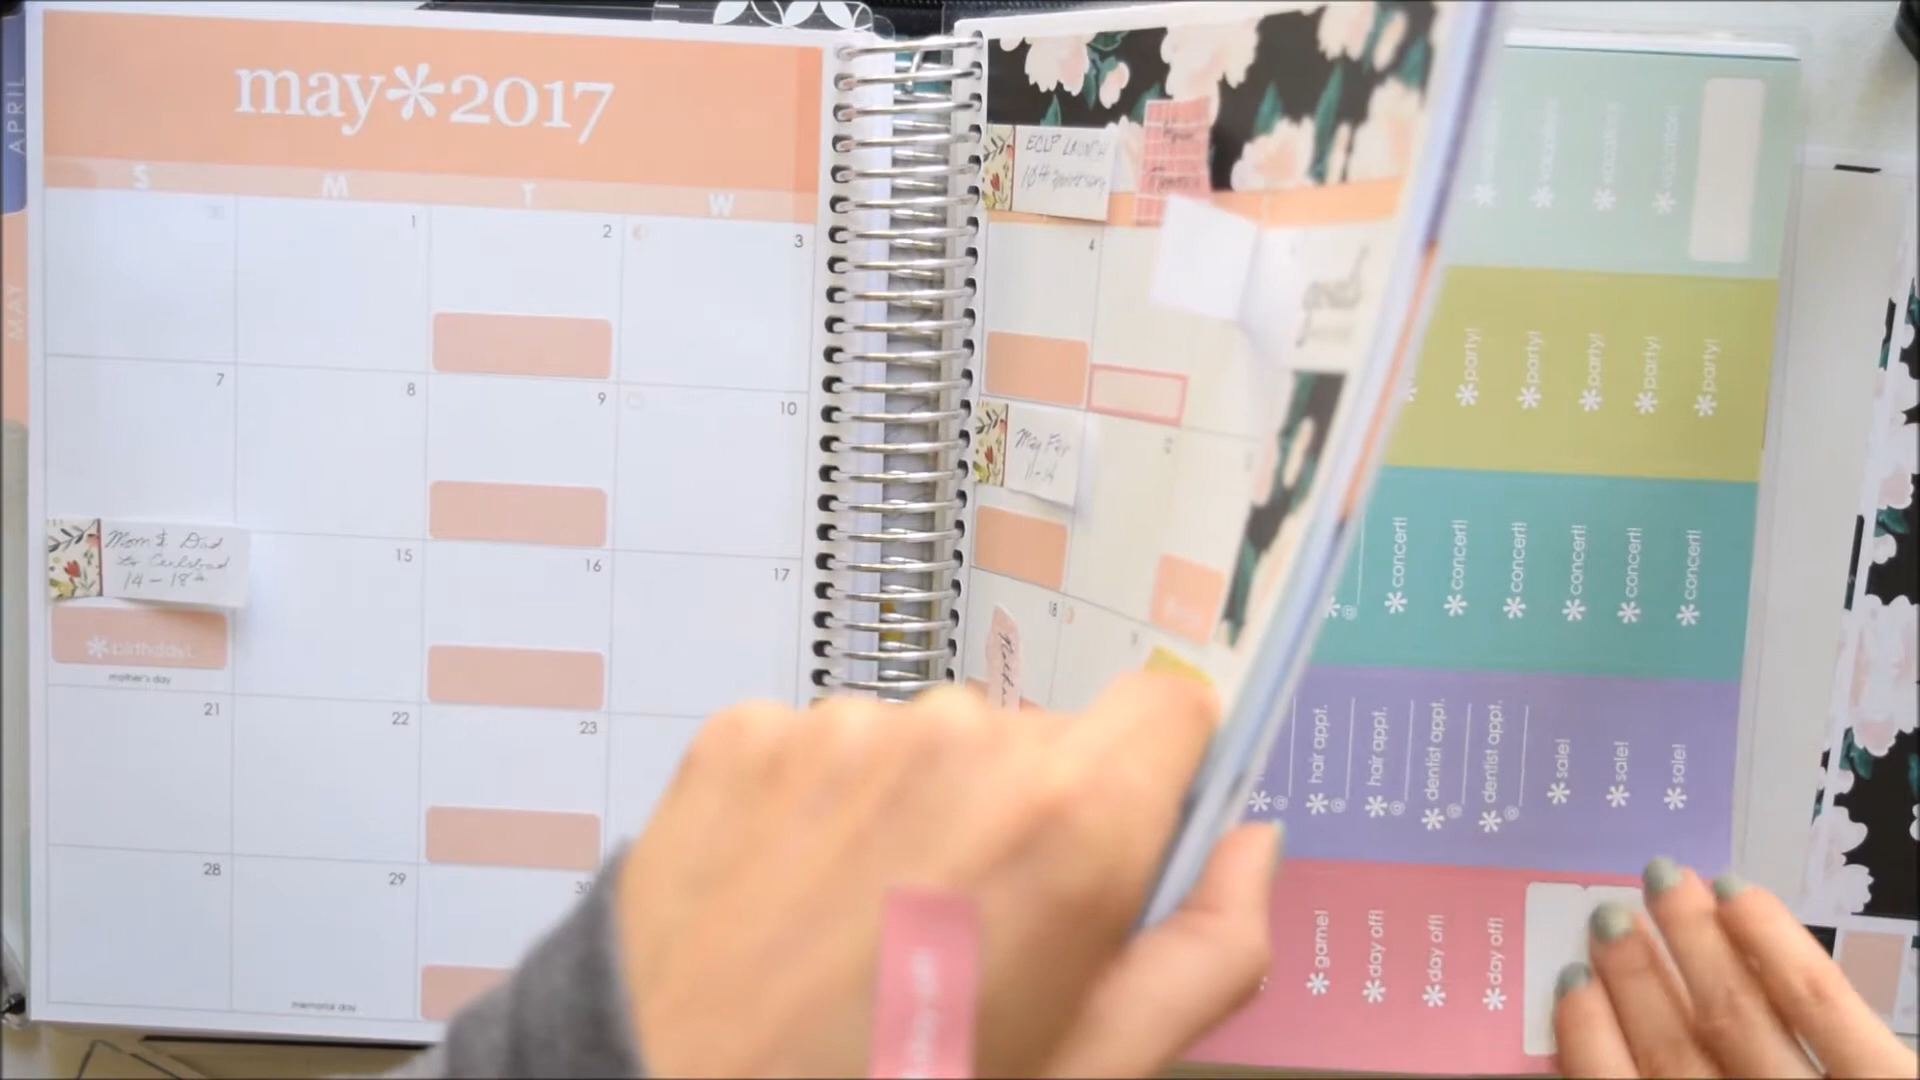 APRIL
MAY
may*2017
S M T W
1 2 3
7 8 9 10
Mom & Dad
to Carlsbad
14-18th
15 16 17
*birthday!
mother's day
21 22 23
28 29 30
memorial day
ECLP LAUNCH
4
May Fair
18
*vacation!
*party! *party! *party! *party! *party!
*concert! *concert! *concert! *concert! *concert! *concert!
@
*hair appt. *hair appt. *dentist appt. *dentist appt. *sale! *sale! *sale!
@ @ @ @ @
*game! *day off! *day off! *day off!